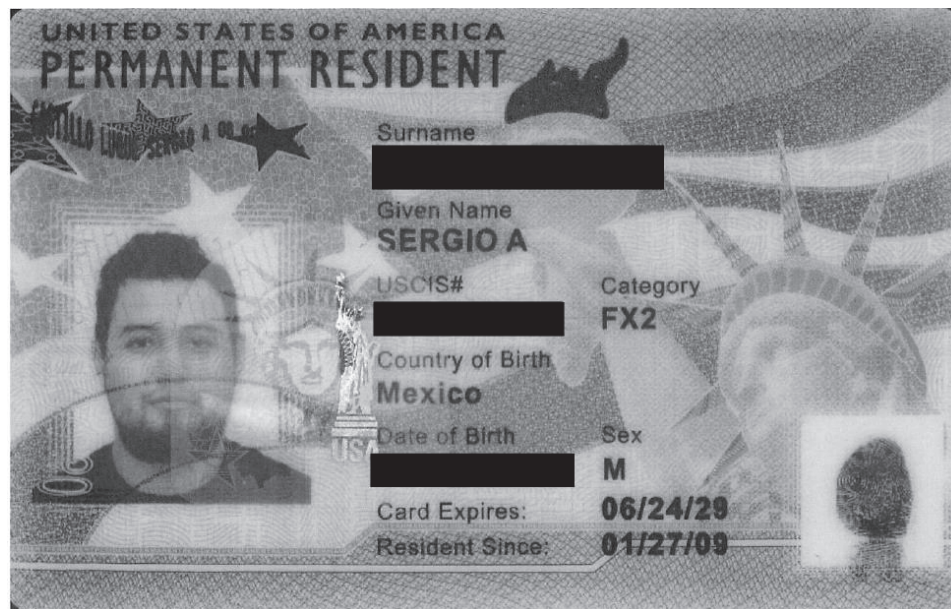 UNITED STATES OF AMERICA
PERMANENT RESIDENT
Surname
Given Name
SERGIO A
USCIS# Category
FX2
Country of Birth
Mexico
Date of Birth Sex
M
Card Expires: 06/24/29
Resident Since: 01/27/09
USA